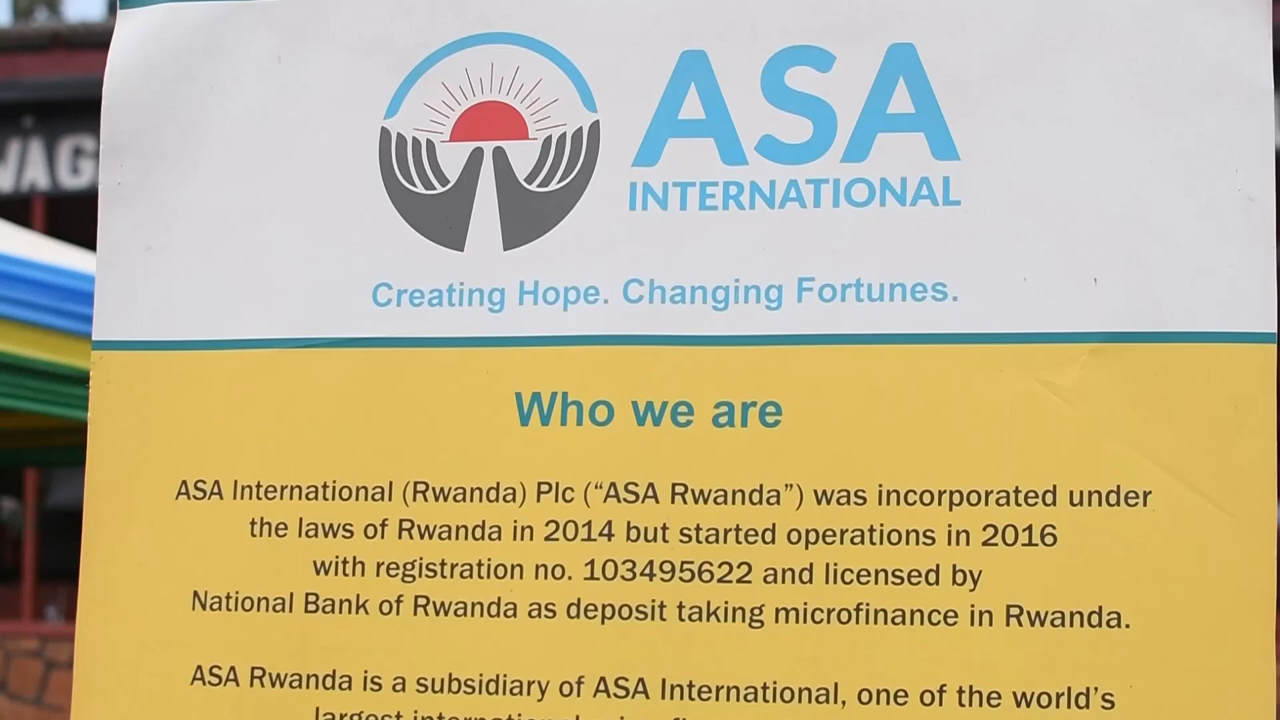 ASA
INTERNATIONAL
Creating Hope. Changing Fortunes.
Who we are
ASA International (Rwanda) Plc (“ASA Rwanda”) was incorporated under
the laws of Rwanda in 2014 but started operations in 2016
with registration no. 103495622 and licensed by
National Bank of Rwanda as deposit taking microfinance in Rwanda.
ASA Rwanda is a subsidiary of ASA International, one of the world's
largest international